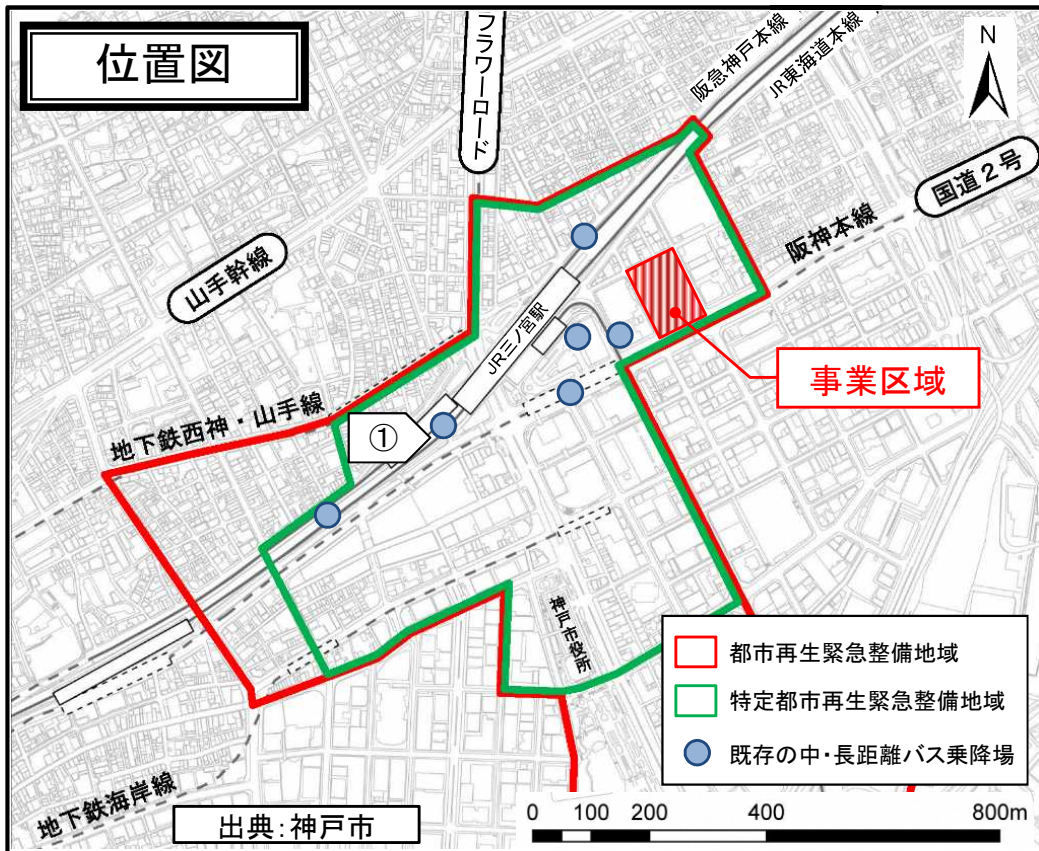 位置図
フラワーロード
阪急神戸本線
JR東海道本線
N
国道2号
阪神本線
山手幹線
JR三ノ宮駅
事業区域
地下鉄西神・山手線
①
神戸市役所
都市再生緊急整備地域
特定都市再生緊急整備地域
既存の中・長距離バス乗降場
地下鉄海岸線
出典:神戸市
0 100 200 400 800m